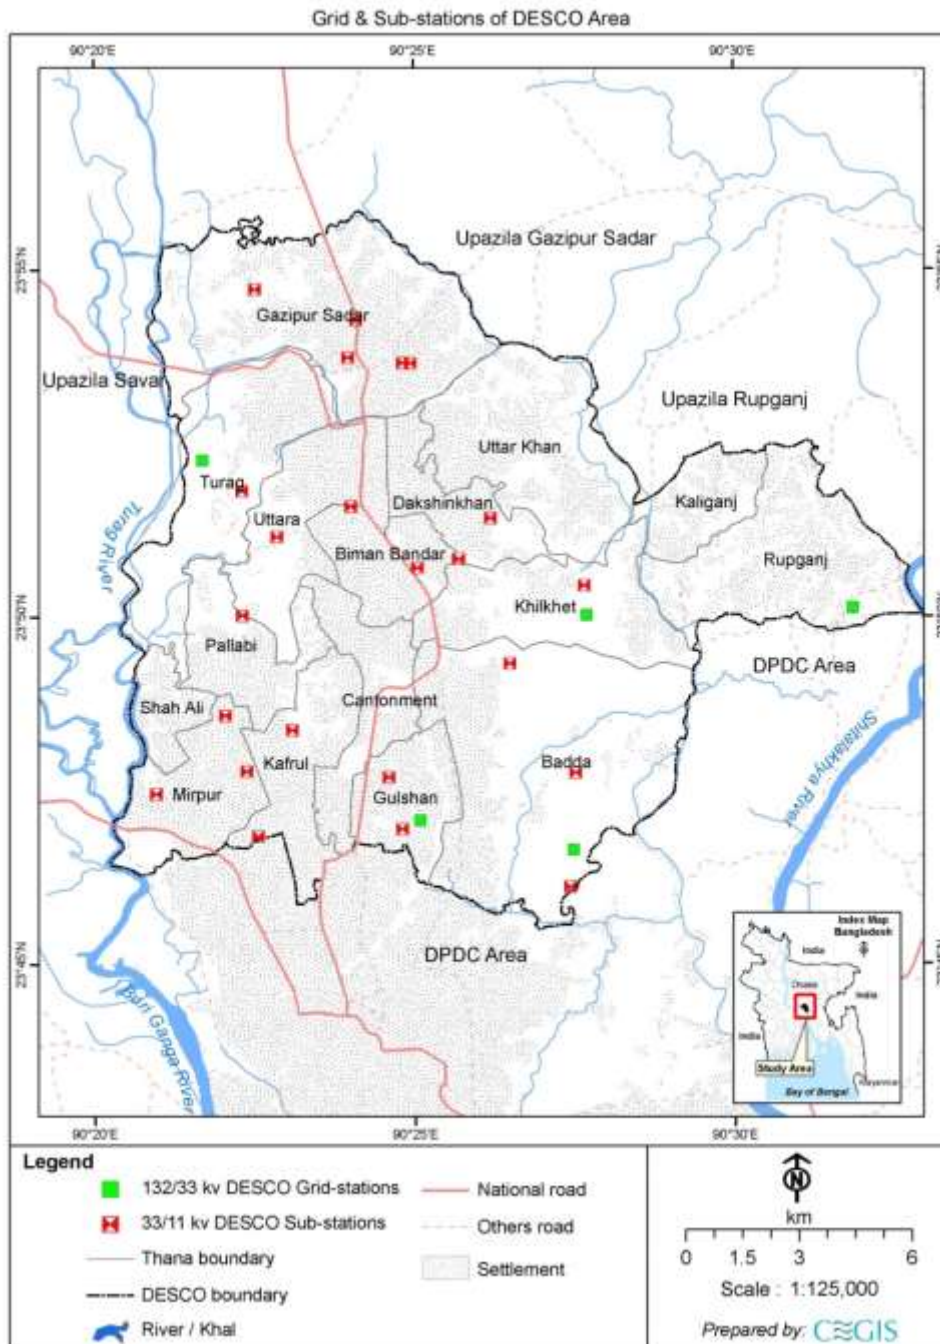 Grid & Sub-stations of DESCO Area
90°20'E 90°25'E 90°30'E
Upazila Gazipur Sadar
23°55'N
Gazipur Sadar
Upazila Savar
Upazila Rupganj
Uttar Khan
Turag
Dakshinkhan
Kaliganj
Uttara
Turag River
Biman Bandar
Rupganj
Khilkhet
23°50'N
Pallabi
DPDC Area
Shah Ali
Cantonment
Shitalakhya River
Kafrul
Badda
Mirpur
Gulshan
DPDC Area
23°45'N
Buri Ganga River
Index Map
Bangladesh
India
Dhaka
India
India
Study Area
Myanmar
Bay of Bengal
90°20'E 90°25'E 90°30'E
Legend
132/33 kv DESCO Grid-stations
33/11 kv DESCO Sub-stations
Thana boundary
DESCO boundary
River / Khal
National road
Others road
Settlement
N
km
0 1.5 3 6
Scale : 1:125,000
Prepared by: CEGIS